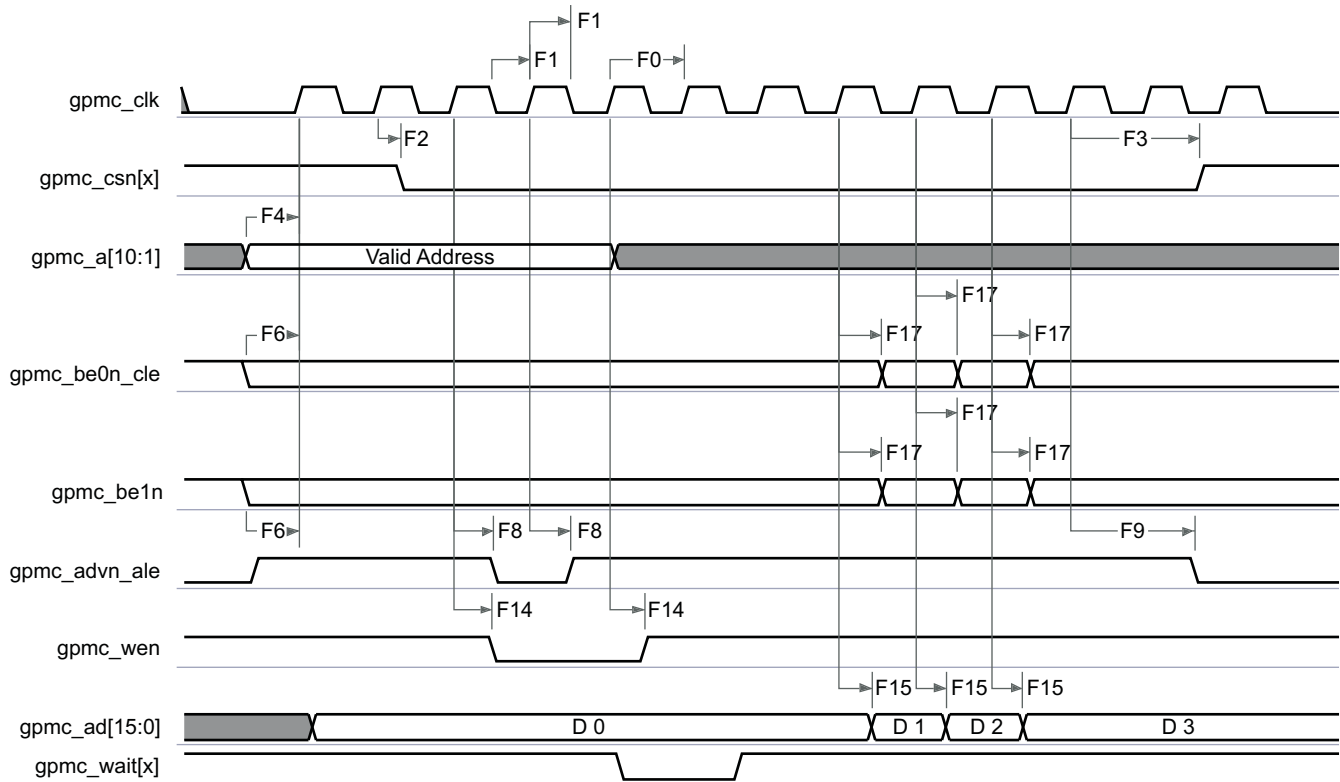 F1
F1 F0
gpmc_clk
F2 F3
gpmc_csn[x]
F4
gpmc_a[10:1] Valid Address
F17
F6 F17 F17
gpmc_be0n_cle
F17
F17 F17
gpmc_be1n
F6 F8 F8 F9
gpmc_advn_ale
F14 F14
gpmc_wen
F15 F15 F15
gpmc_ad[15:0] D 0 D 1 D 2 D 3
gpmc_wait[x]